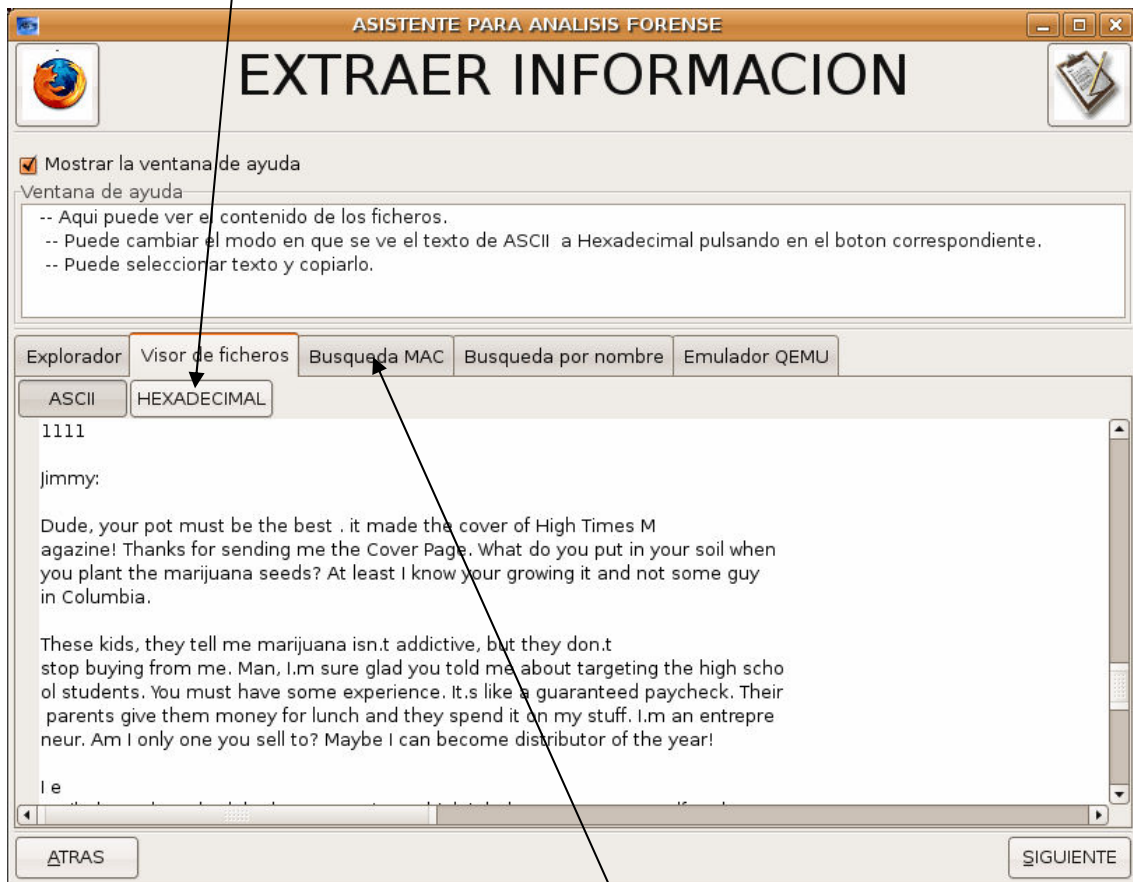 ASISTENTE PARA ANALISIS FORENSE
EXTRAER INFORMACION
Mostrar la ventana de ayuda
Ventana de ayuda
-- Aqui puede ver el contenido de los ficheros.
-- Puede cambiar el modo en que se ve el texto de ASCII a Hexadecimal pulsando en el boton correspondiente.
-- Puede seleccionar texto y copiarlo.
Explorador Visor de ficheros Busqueda MAC Busqueda por nombre Emulador QEMU
ASCII HEXADECIMAL
1111
Jimmy:
Dude, your pot must be the best . it made the cover of High Times M
agazine! Thanks for sending me the Cover Page. What do you put in your soil when
you plant the marijuana seeds? At least I know your growing it and not some guy
in Columbia.
These kids, they tell me marijuana isn.t addictive, but they don.t
stop buying from me. Man, I.m sure glad you told me about targeting the high scho
ol students. You must have some experience. It.s like a guaranteed paycheck. Their
parents give them money for lunch and they spend it on my stuff. I.m an entrepre
neur. Am I only one you sell to? Maybe I can become distributor of the year!
I e
ATRAS SIGUIENTE